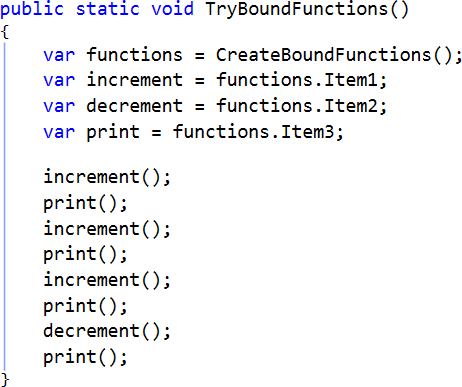 public static void TryBoundFunctions()
{
    var functions = CreateBoundFunctions();
    var increment = functions.Item1;
    var decrement = functions.Item2;
    var print = functions.Item3;

    increment();
    print();
    increment();
    print();
    increment();
    print();
    decrement();
    print();
}